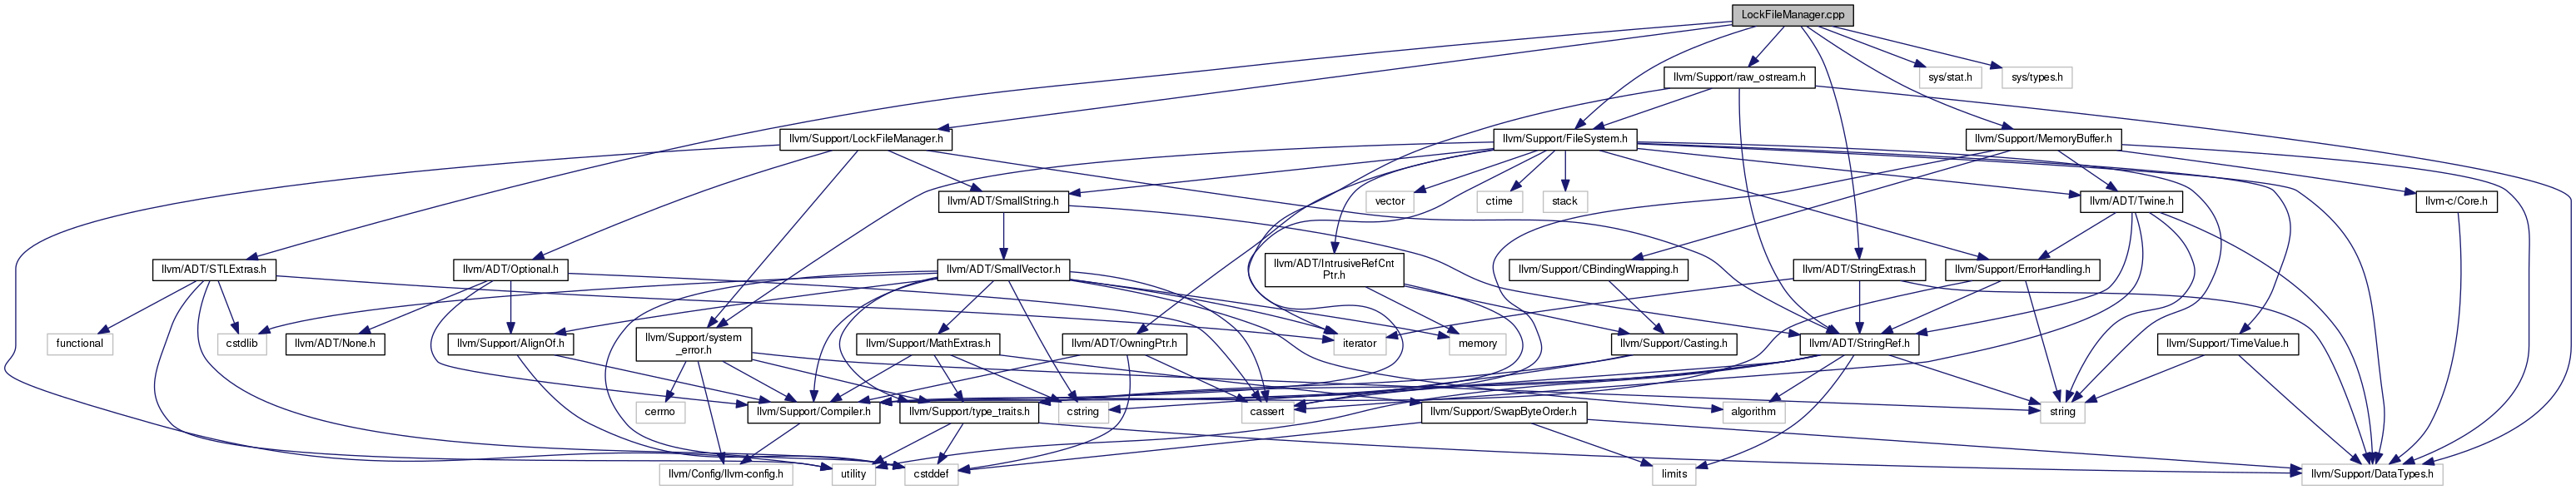 LockFileManager.cpp
llvm/Support/raw_ostream.h
sys/stat.h
sys/types.h
llvm/Support/LockFileManager.h
llvm/Support/FileSystem.h
llvm/Support/MemoryBuffer.h
llvm/ADT/SmallString.h
vector
ctime
stack
llvm/ADT/Twine.h
llvm-c/Core.h
llvm/ADT/STLExtras.h
llvm/ADT/Optional.h
llvm/ADT/SmallVector.h
llvm/ADT/IntrusiveRefCnt
Ptr.h
llvm/Support/CBindingWrapping.h
llvm/ADT/StringExtras.h
llvm/Support/ErrorHandling.h
functional
cstdlib
llvm/ADT/None.h
llvm/Support/AlignOf.h
llvm/Support/system
_error.h
llvm/Support/MathExtras.h
llvm/ADT/OwningPtr.h
iterator
memory
llvm/Support/Casting.h
llvm/ADT/StringRef.h
llvm/Support/TimeValue.h
cerrno
llvm/Support/Compiler.h
llvm/Support/type_traits.h
cstring
cassert
llvm/Support/SwapByteOrder.h
algorithm
string
llvm/Config/llvm-config.h
utility
cstddef
limits
llvm/Support/DataTypes.h